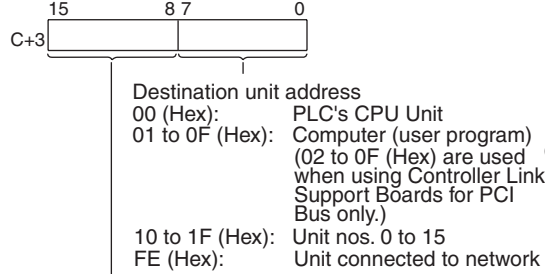 15 8 7 0
C+3
Destination unit address
00 (Hex): PLC's CPU Unit
01 to 0F (Hex): Computer (user program)
(02 to 0F (Hex) are used
when using Controller Link
Support Boards for PCI
Bus only.)
10 to 1F (Hex): Unit nos. 0 to 15
FE (Hex): Unit connected to network